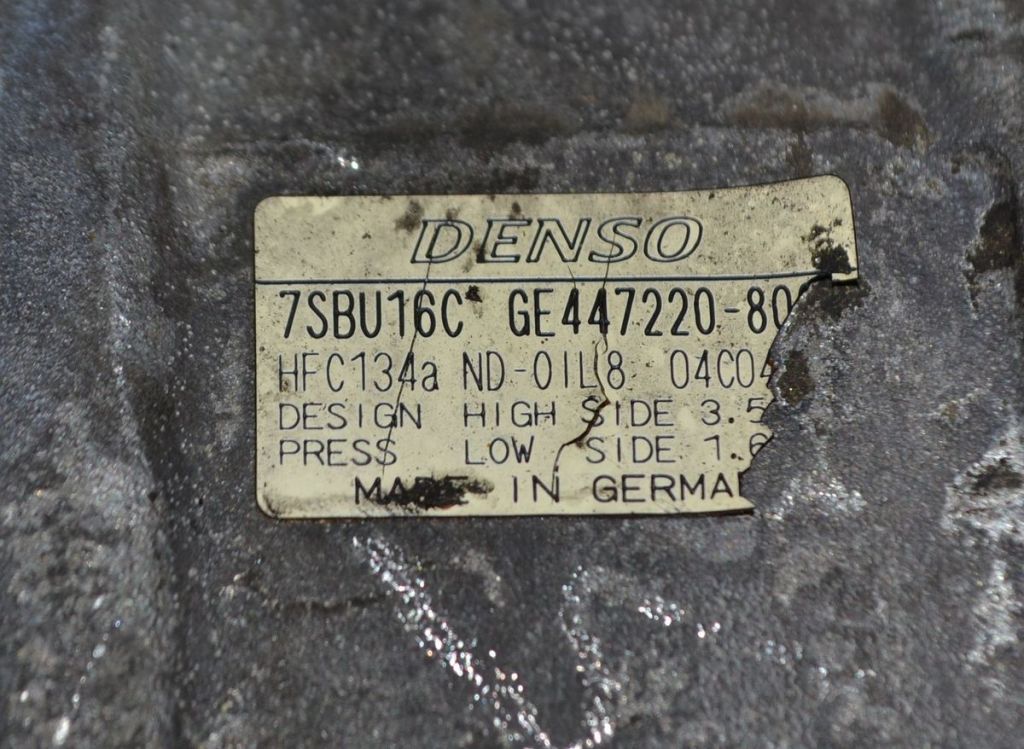 DENSO
7SBU16C GE447220-80
HFC134a ND-OIL8 04C04
DESIGN HIGH SIDE 3.5
PRESS LOW SIDE 1.6
MADE IN GERMA